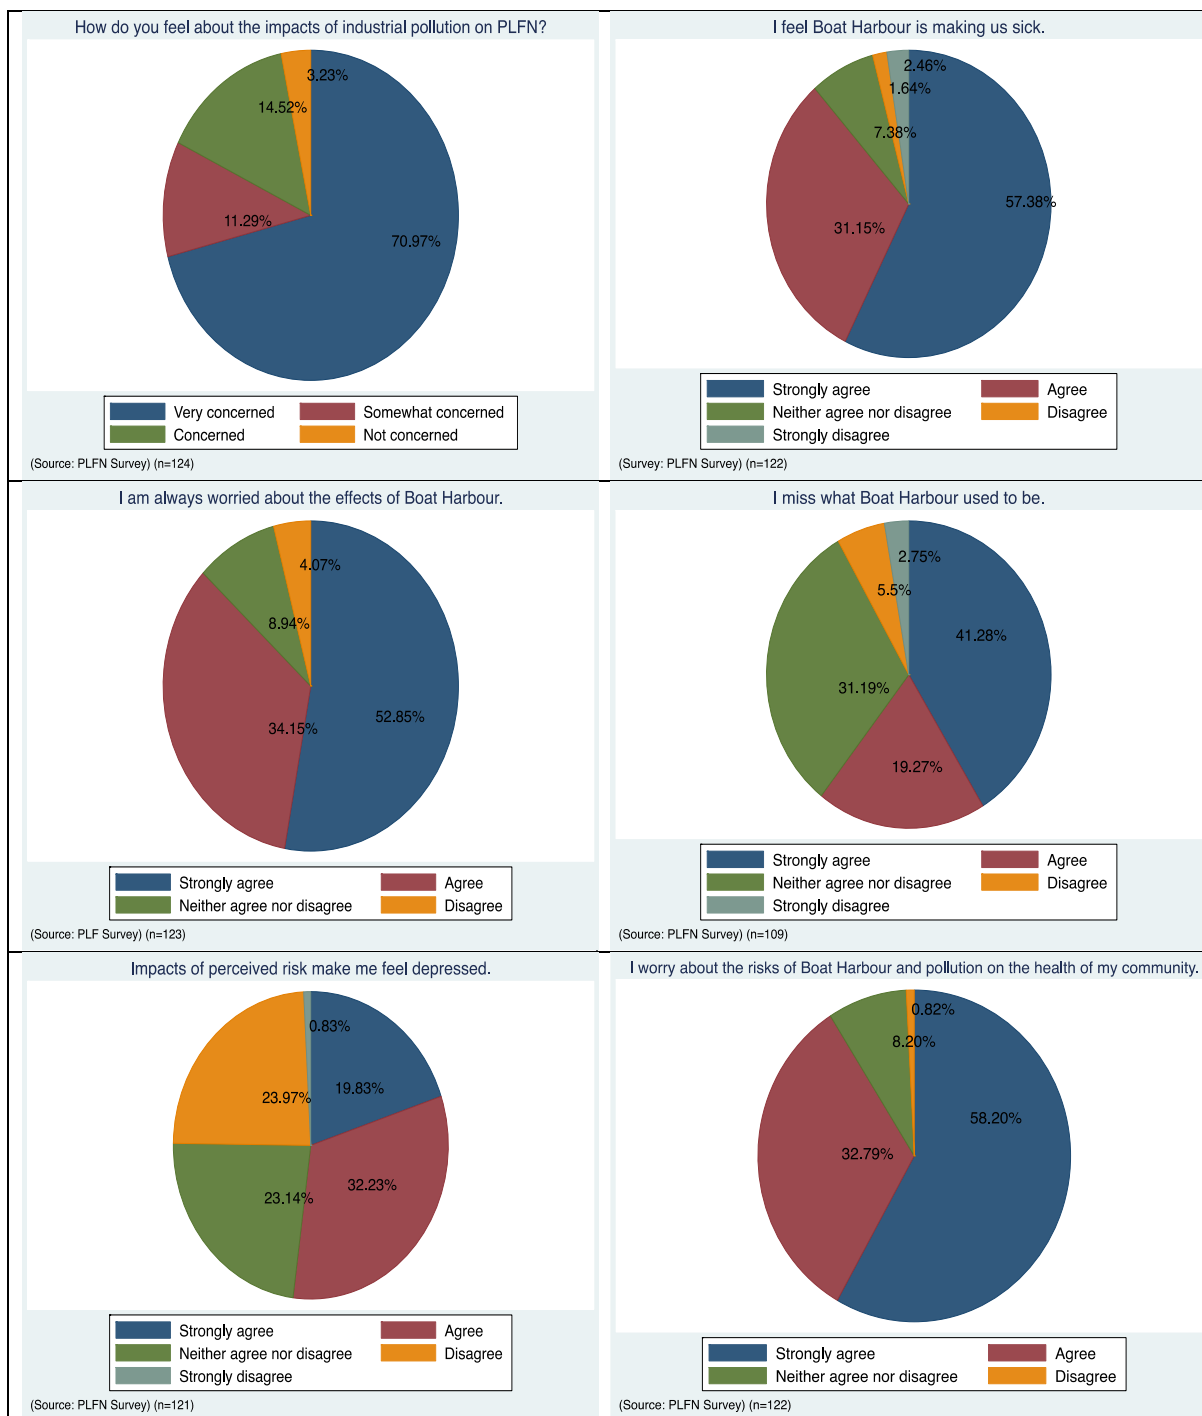 How do you feel about the impacts of industrial pollution on PLFN?
3.23%
14.52%
11.29%
70.97%
Very concerned
Somewhat concerned
Concerned
Not concerned
(Source: PLFN Survey) (n=124)
I feel Boat Harbour is making us sick.
2.46%
1.64%
7.38%
57.38%
31.15%
Strongly agree
Agree
Neither agree nor disagree
Disagree
Strongly disagree
(Survey: PLFN Survey) (n=122)
I am always worried about the effects of Boat Harbour.
4.07%
8.94%
52.85%
34.15%
Strongly agree
Agree
Neither agree nor disagree
Disagree
(Source: PLF Survey) (n=123)
I miss what Boat Harbour used to be.
2.75%
5.5%
41.28%
31.19%
19.27%
Strongly agree
Agree
Neither agree nor disagree
Disagree
Strongly disagree
(Source: PLFN Survey) (n=109)
Impacts of perceived risk make me feel depressed.
0.83%
19.83%
23.97%
32.23%
23.14%
Strongly agree
Agree
Neither agree nor disagree
Disagree
Strongly disagree
(Source: PLFN Survey) (n=121)
I worry about the risks of Boat Harbour and pollution on the health of my community.
0.82%
8.20%
58.20%
32.79%
Strongly agree
Agree
Neither agree nor disagree
Disagree
(Source: PLFN Survey) (n=122)